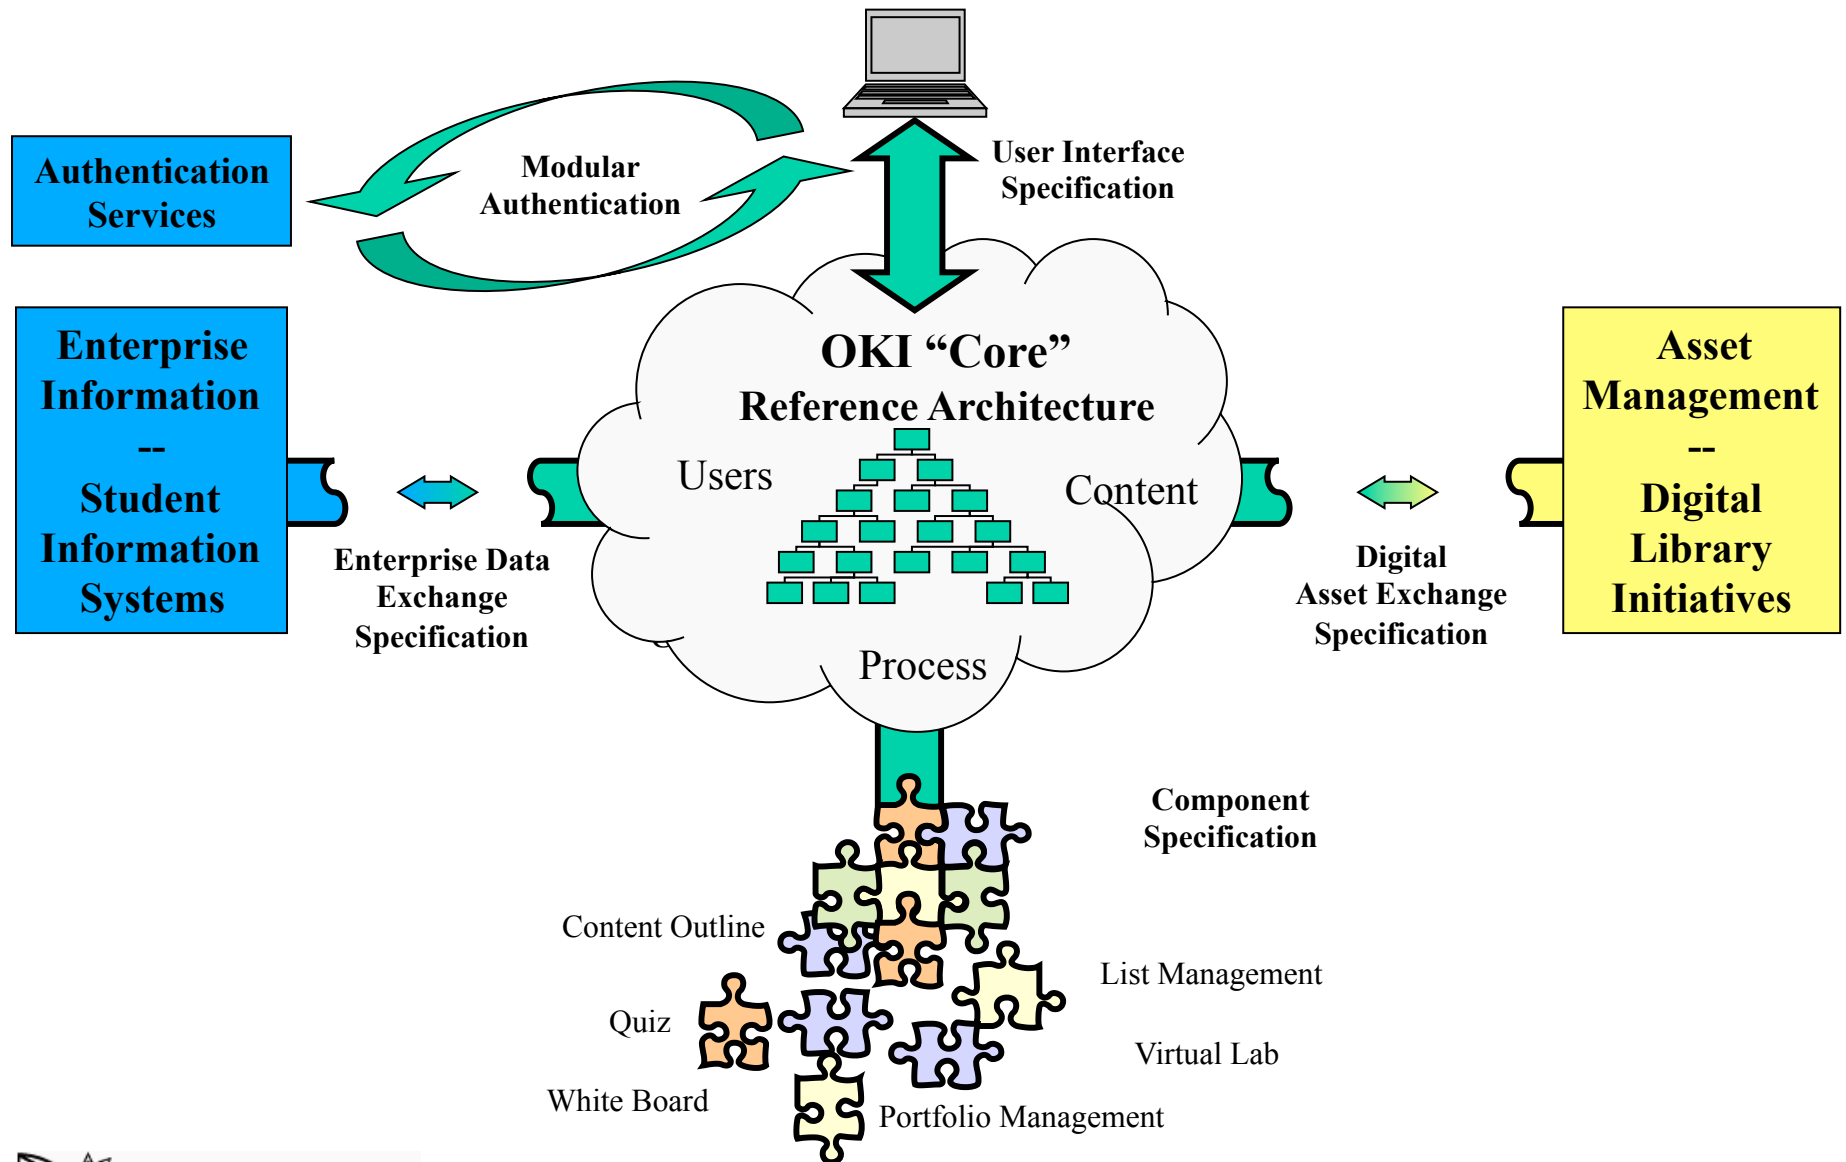 Authentication
Services
Modular
Authentication
User Interface
Specification
Enterprise
Information
--
Student
Information
Systems
Enterprise Data
Exchange
Specification
OKI “Core”
Reference Architecture
Users
Content
Process
Digital
Asset Exchange
Specification
Asset
Management
--
Digital
Library
Initiatives
Component
Specification
Content Outline
List Management
Quiz
Virtual Lab
White Board
Portfolio Management